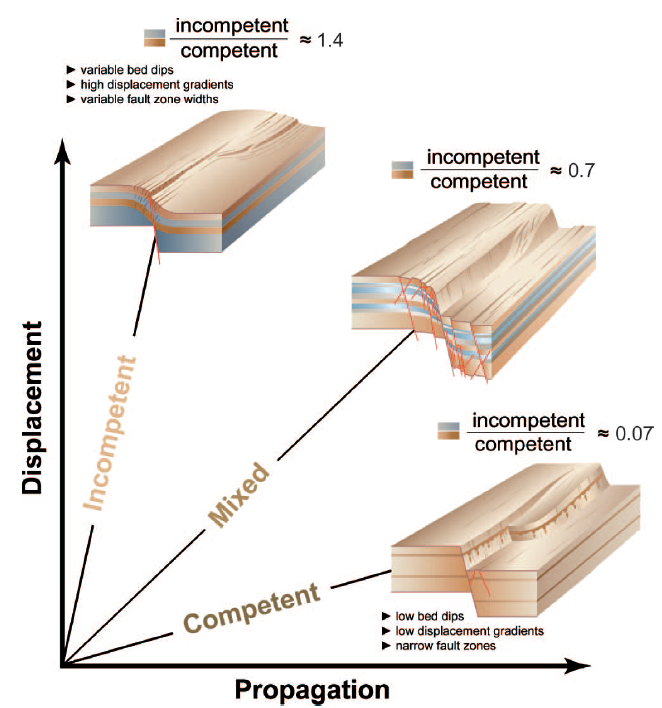 incompetent
competent
≈ 1.4
► variable bed dips
► high displacement gradients
► variable fault zone widths
incompetent
competent
≈ 0.7
incompetent
competent
≈ 0.07
Displacement
Incompetent
Mixed
Competent
► low bed dips
► low displacement gradients
► narrow fault zones
Propagation